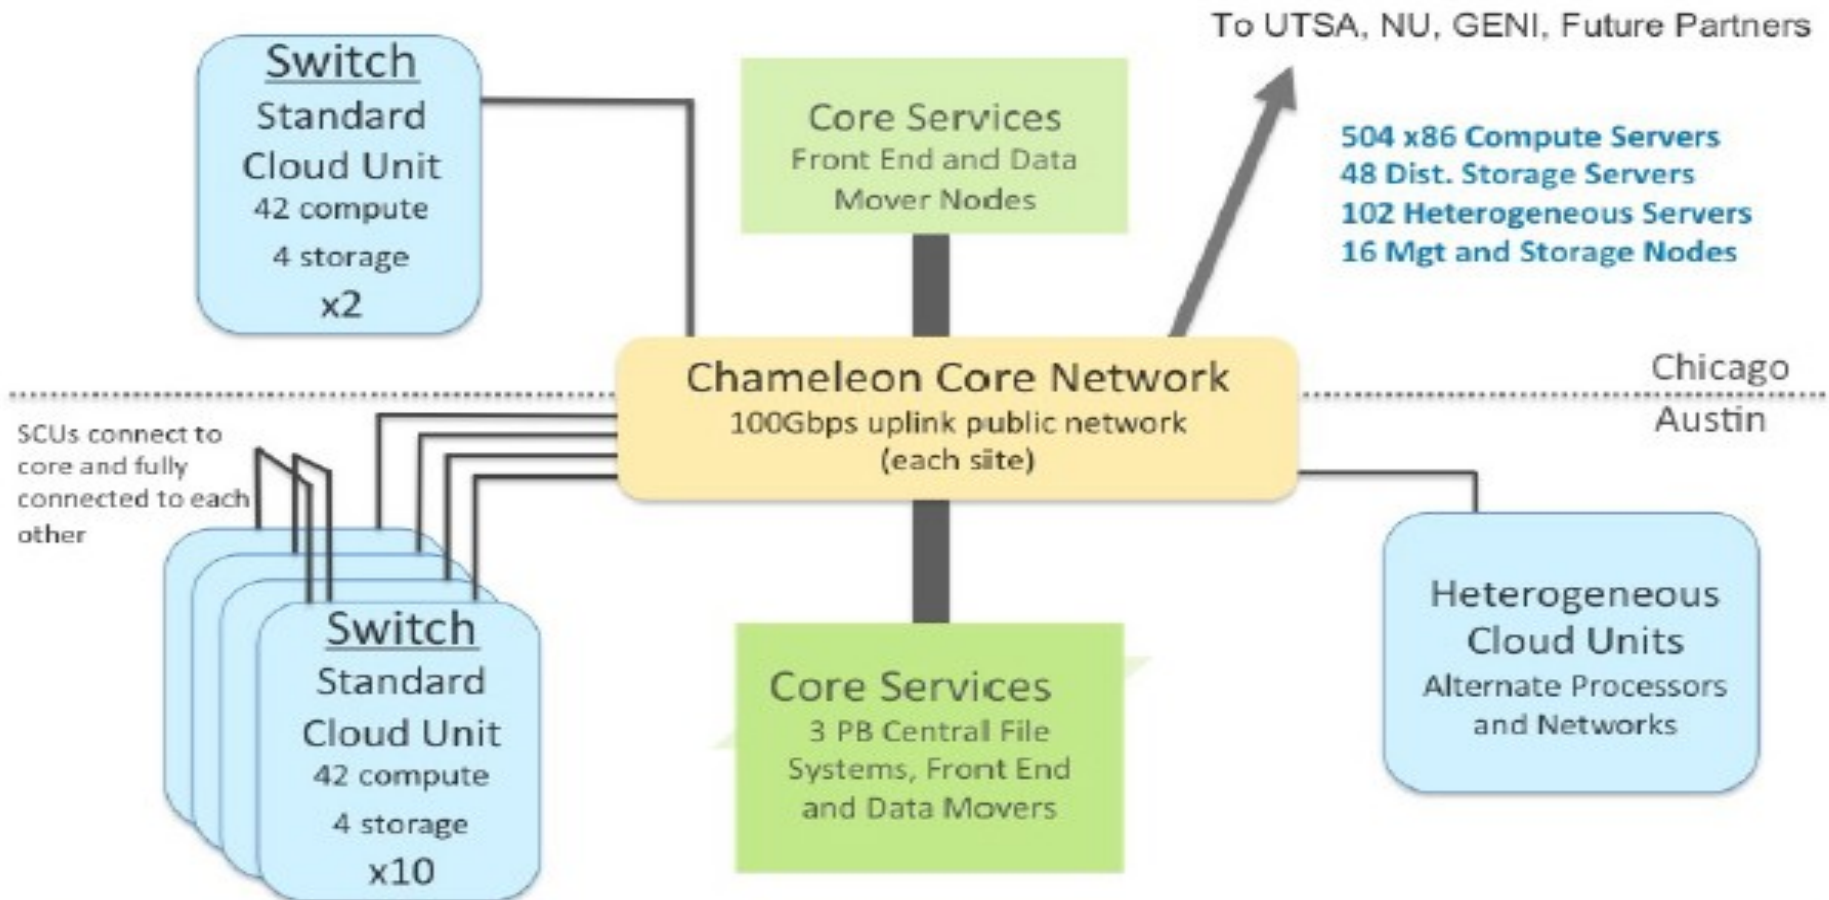 To UTSA, NU, GENI, Future Partners
Switch
Standard
Cloud Unit
42 compute
4 storage
x2
Core Services
Front End and Data
Mover Nodes
504 x86 Compute Servers
48 Dist. Storage Servers
102 Heterogeneous Servers
16 Mgt and Storage Nodes
Chameleon Core Network
100Gbps uplink public network
(each site)
Chicago
Austin
SCUs connect to
core and fully
connected to each
other
Switch
Standard
Cloud Unit
42 compute
4 storage
x10
Core Services
3 PB Central File
Systems, Front End
and Data Movers
Heterogeneous
Cloud Units
Alternate Processors
and Networks